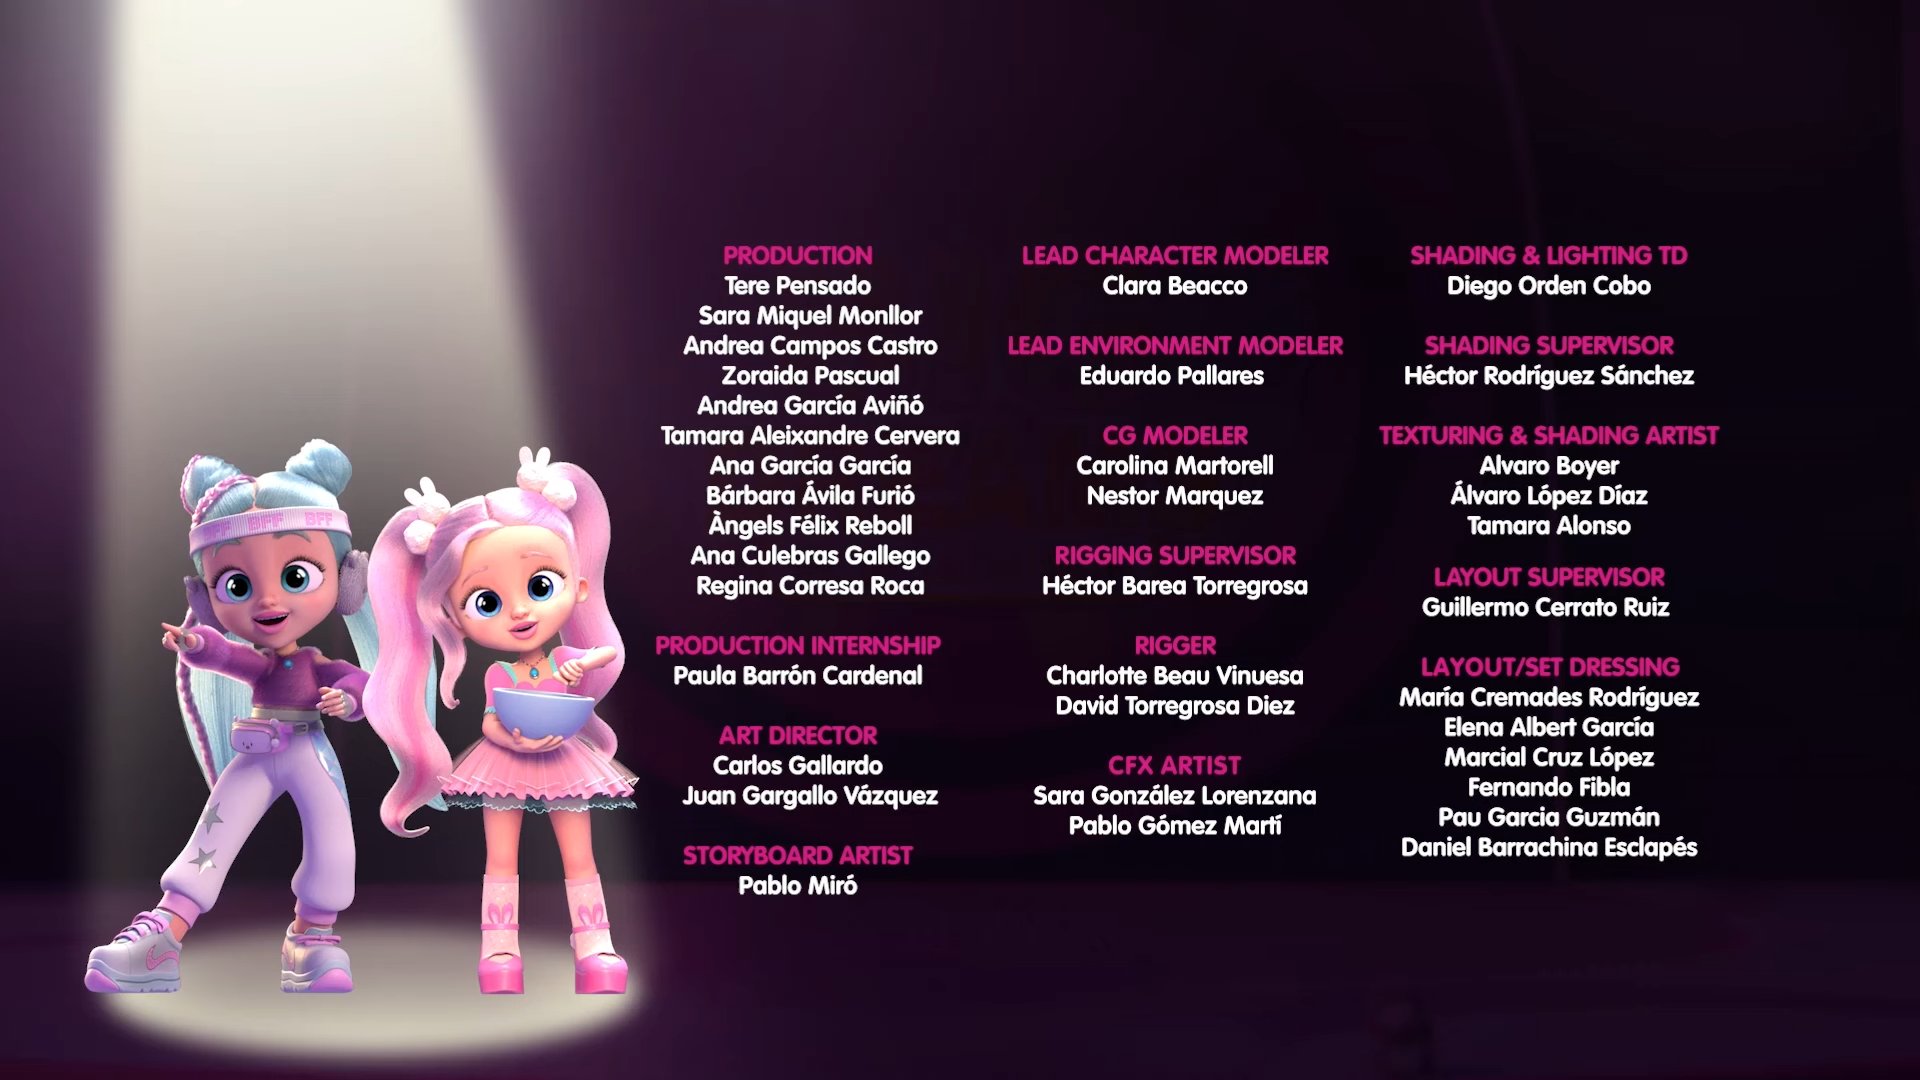 PRODUCTION
Tere Pensado
Sara Miquel Monllor
Andrea Campos Castro
Zoraida Pascual
Andrea García Aviñó
Tamara Aleixandre Cervera
Ana García García
Bárbara Ávila Furió
Àngels Félix Reboll
Ana Culebras Gallego
Regina Corresa Roca
PRODUCTION INTERNSHIP
Paula Barrón Cardenal
ART DIRECTOR
Carlos Gallardo
Juan Gargallo Vázquez
STORYBOARD ARTIST
Pablo Miró
LEAD CHARACTER MODELER
Clara Beacco
LEAD ENVIRONMENT MODELER
Eduardo Pallares
CG MODELER
Carolina Martorell
Nestor Marquez
RIGGING SUPERVISOR
Héctor Barea Torregrosa
RIGGER
Charlotte Beau Vinuesa
David Torregrosa Diez
CFX ARTIST
Sara González Lorenzana
Pablo Gómez Martí
SHADING & LIGHTING TD
Diego Orden Cobo
SHADING SUPERVISOR
Héctor Rodríguez Sánchez
TEXTURING & SHADING ARTIST
Alvaro Boyer
Álvaro López Díaz
Tamara Alonso
LAYOUT SUPERVISOR
Guillermo Cerrato Ruiz
LAYOUT/SET DRESSING
María Cremades Rodríguez
Elena Albert García
Marcial Cruz López
Fernando Fibla
Pau Garcia Guzmán
Daniel Barrachina Esclapés
BFF BFF